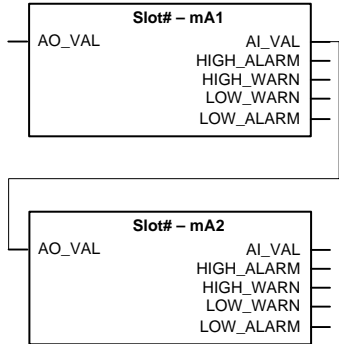 Slot# – mA1
AO_VAL AI_VAL
HIGH_ALARM
HIGH_WARN
LOW_WARN
LOW_ALARM
Slot# – mA2
AO_VAL AI_VAL
HIGH_ALARM
HIGH_WARN
LOW_WARN
LOW_ALARM